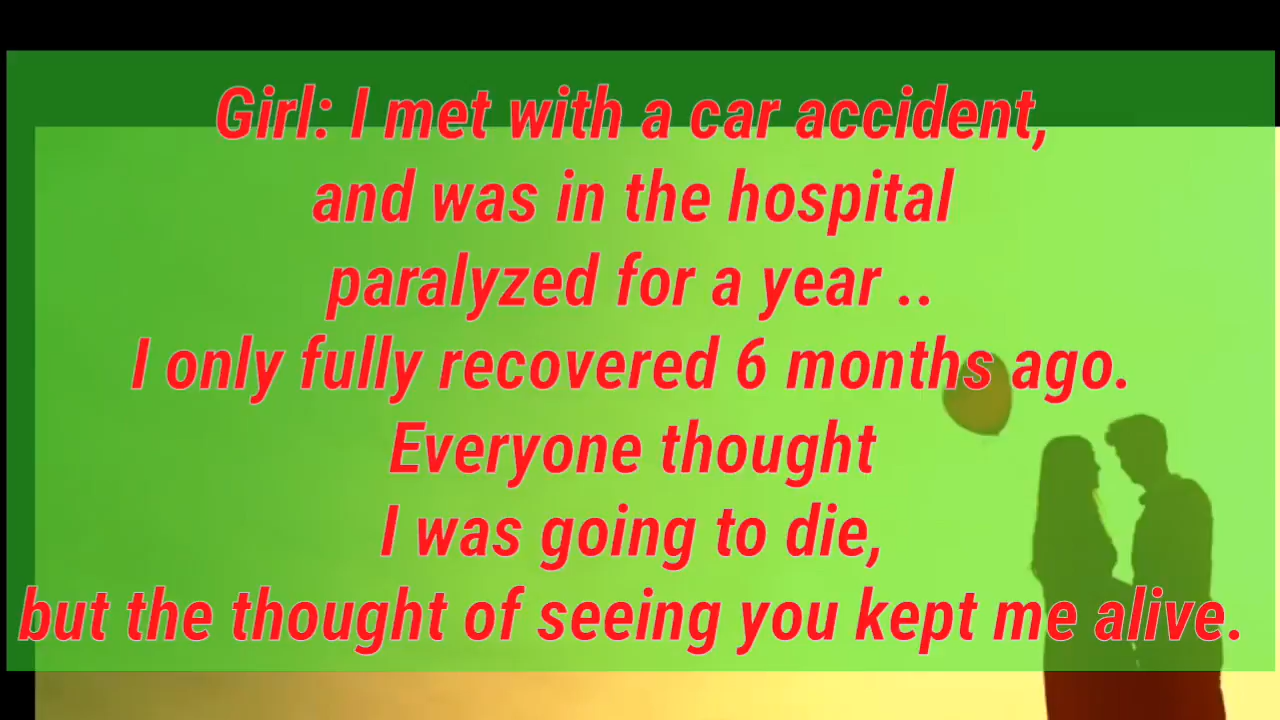 Girl: I met with a car accident,
and was in the hospital
paralyzed for a year ..
I only fully recovered 6 months ago.
Everyone thought
I was going to die,
but the thought of seeing you kept me alive.